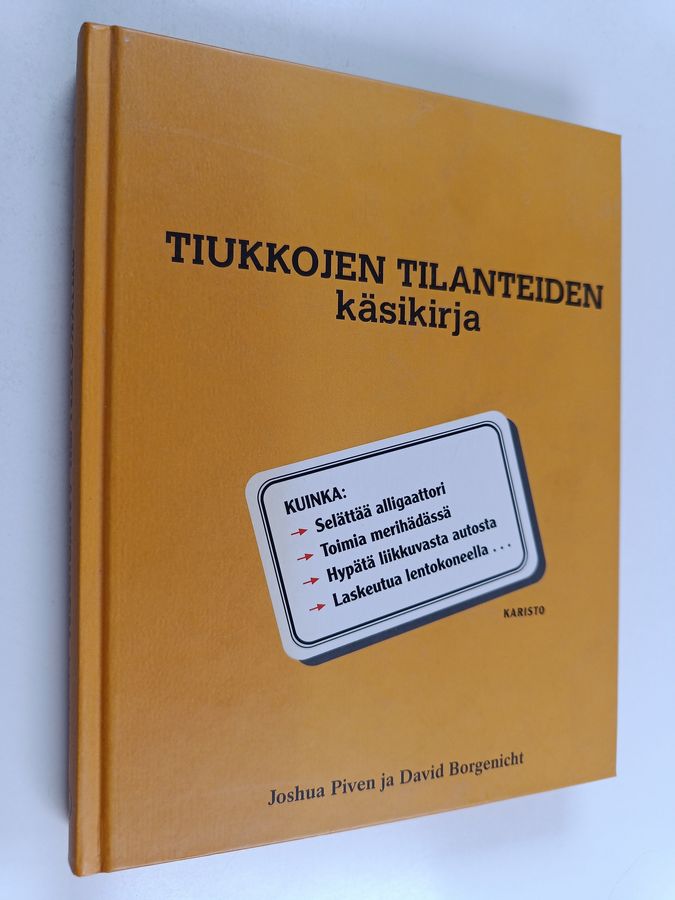 TIUKKOJEN TILANTEIDEN
käsikirja
KUINKA:
→ Selättää alligaattori
→ Toimia merihädässä
→ Hypätä liikkuvasta autosta
→ Laskeutua lentokoneella . . .
KARISTO
Joshua Piven ja David Borgenicht